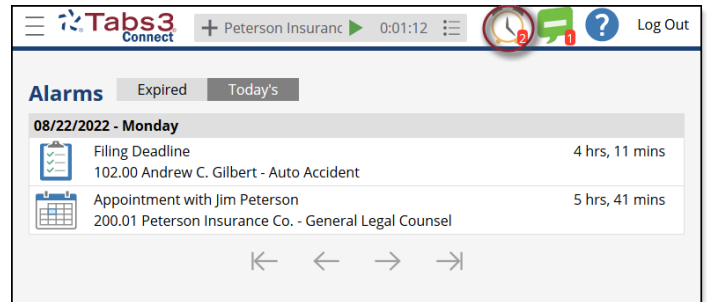 Tabs3 Connect
Peterson Insuranc 0:01:12 2 1 ? Log Out
Alarms Expired Today's
08/22/2022 - Monday
Filing Deadline 4 hrs, 11 mins
102.00 Andrew C. Gilbert - Auto Accident
Appointment with Jim Peterson 5 hrs, 41 mins
200.01 Peterson Insurance Co. - General Legal Counsel